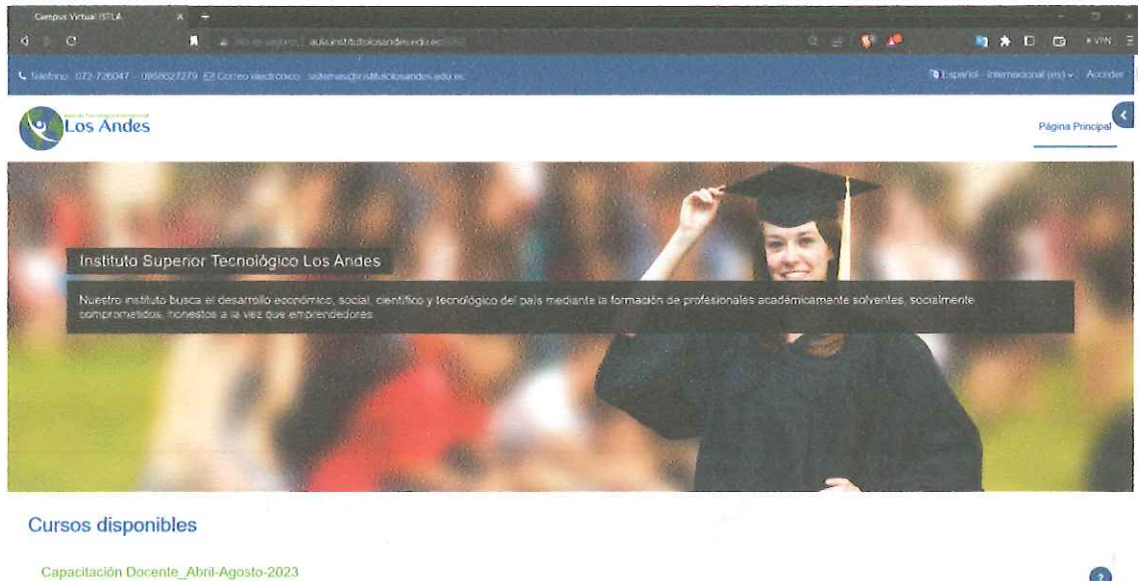 Campus Virtual ISTLA
aula.institutolosandes.edu.ec
Teléfono : 072-726047 - 0958627279 Correo electrónico : sistemas@institutolosandes.edu.ec
Español - Internacional (es) Acceder
Los Andes
Página Principal
Instituto Superior Tecnológico Los Andes
Nuestro instituto busca el desarrollo económico, social, científico y tecnológico del país mediante la formación de profesionales académicamente solventes, socialmente
comprometidos, honestos a la vez que emprendedores.
Cursos disponibles
Capacitación Docente_Abril-Agosto-2023